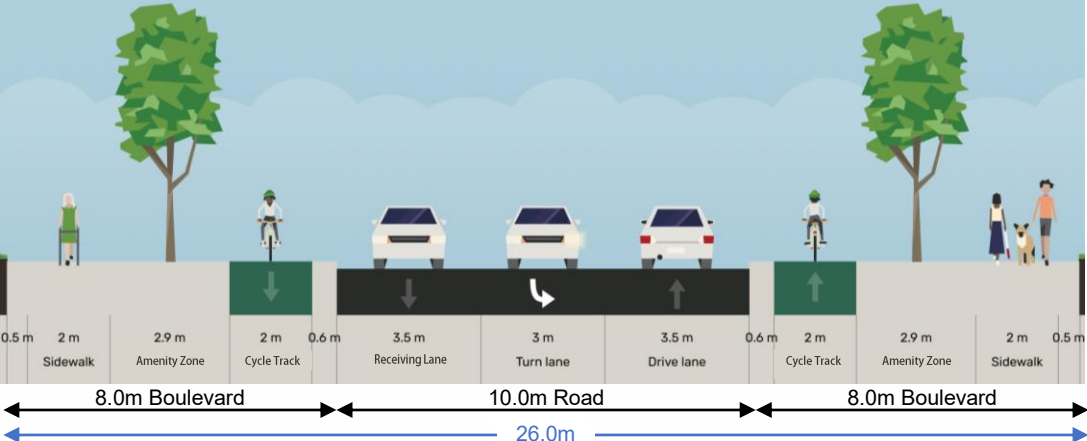 0.5 m 2 m 2.9 m 2 m 0.6 m 3.5 m 3 m 3.5 m 0.6 m 2 m 2.9 m 2 m 0.5 m
Sidewalk Amenity Zone Cycle Track Receiving Lane Turn lane Drive lane Cycle Track Amenity Zone Sidewalk
8.0m Boulevard 10.0m Road 8.0m Boulevard
26.0m